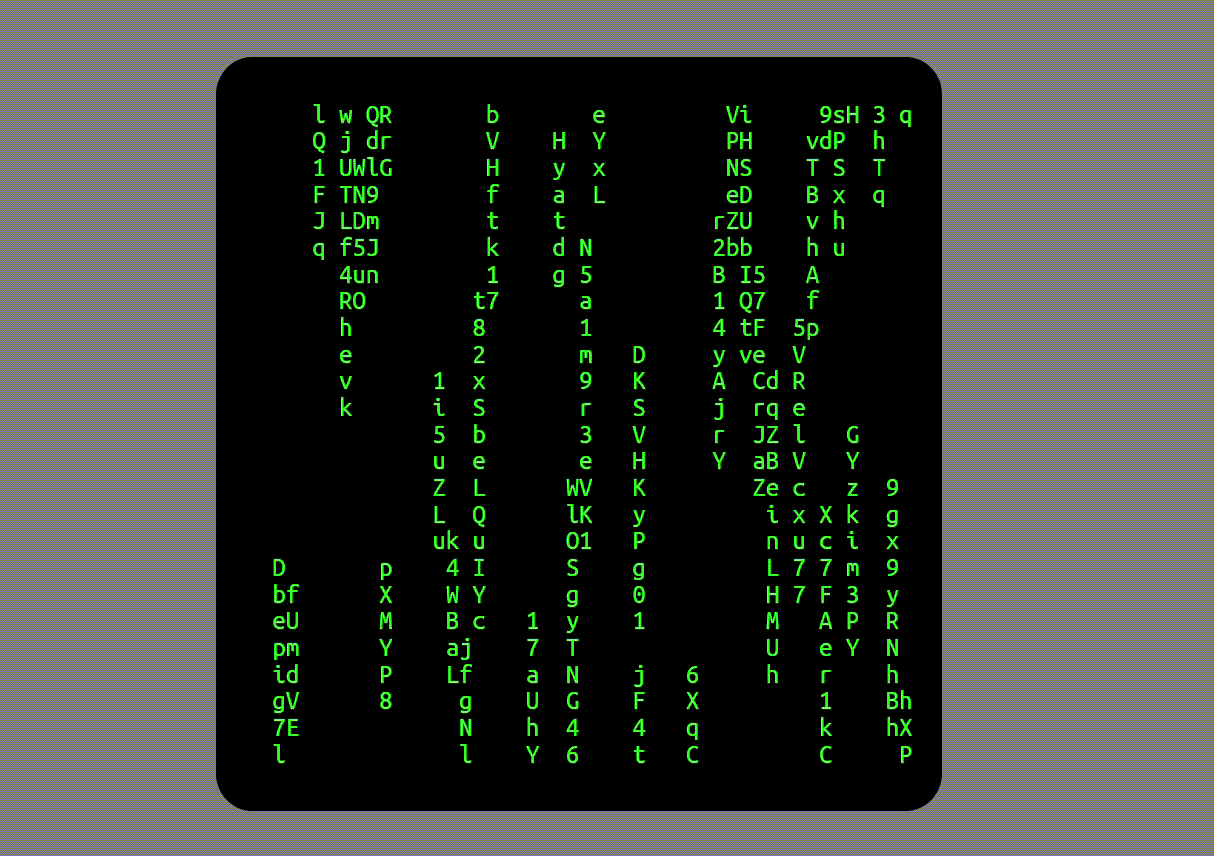 l w QR b e Vi 9sH 3 q
Q j dr V H Y PH vdP h
1 UWlG H y x NS T S T
F TN9 f a L eD B x q
J LDm t t rZU v h
q f5J k d N 2bb h u
4un 1 g 5 B I5 A
RO t7 a 1 Q7 f
h 8 1 4 tF 5p
e 2 m D y ve V
v 1 x 9 K A Cd R
k i S r S j rq e
5 b 3 V r JZ l G
u e e H Y aB V Y
Z L WV K Ze c z 9
L Q lK y i x X k g
uk u O1 P n u c i x
D p 4 I S g L 7 7 m 9
bf X W Y g 0 H 7 F 3 y
eU M B c 1 y 1 M A P R
pm Y aj 7 T U e Y N
id P Lf a N j 6 h r h
gV 8 g U G F X 1 Bh
7E N h 4 4 q k hX
l l Y 6 t C C P